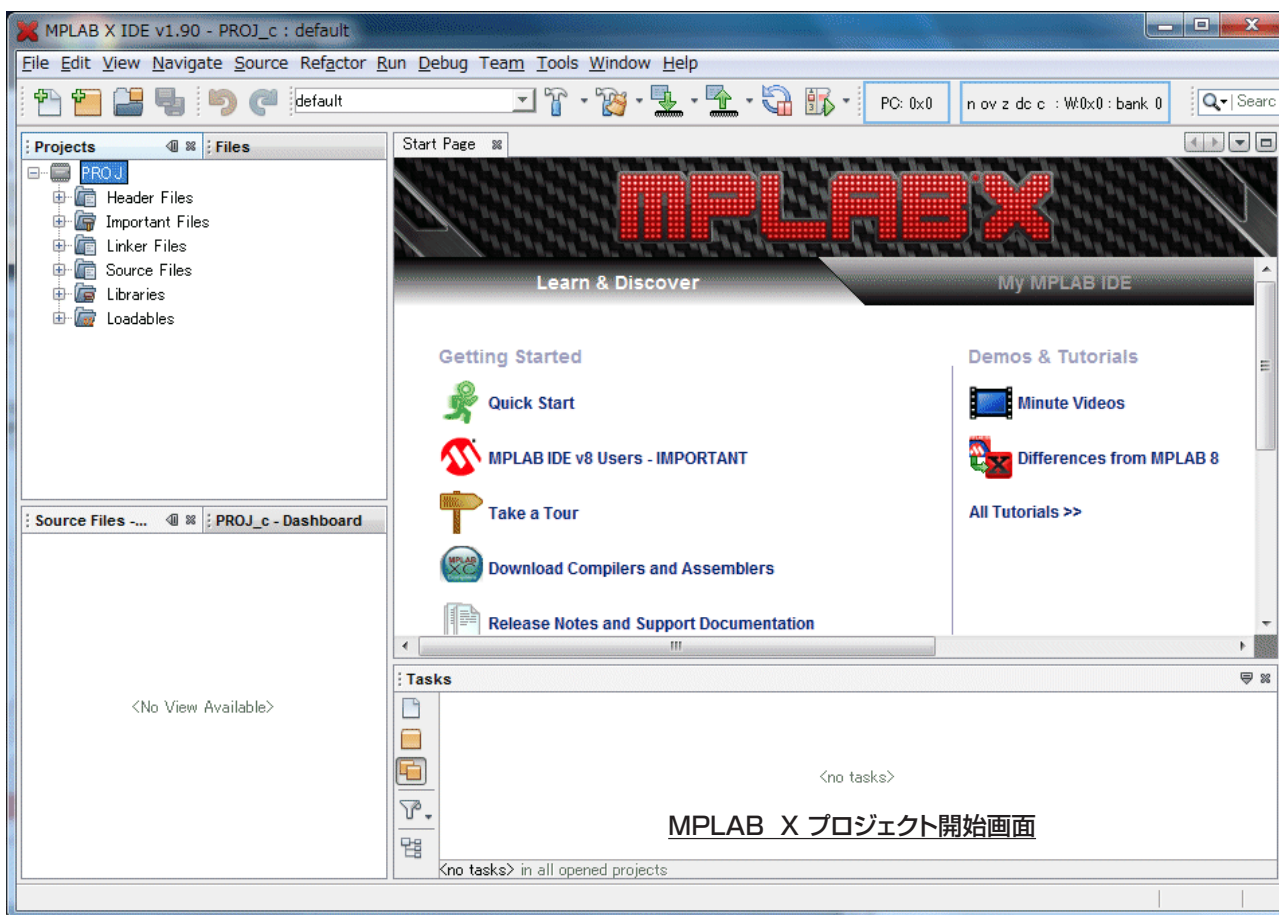 MPLAB X IDE v1.90 - PROJ_c : default
File Edit View Navigate Source Refactor Run Debug Team Tools Window Help
default
PC: 0x0
n ov z dc c : W:0x0 : bank 0
Searc
Projects
Files
PROJ
Header Files
Important Files
Linker Files
Source Files
Libraries
Loadables
Source Files -...
PROJ_c - Dashboard
<No View Available>
Start Page
MPLAB X
Learn & Discover
My MPLAB IDE
Getting Started
Quick Start
MPLAB IDE v8 Users - IMPORTANT
Take a Tour
MPLAB XC
Download Compilers and Assemblers
Release Notes and Support Documentation
Demos & Tutorials
Minute Videos
Differences from MPLAB 8
All Tutorials >>
Tasks
<no tasks>
MPLAB X プロジェクト開始画面
<no tasks> in all opened projects